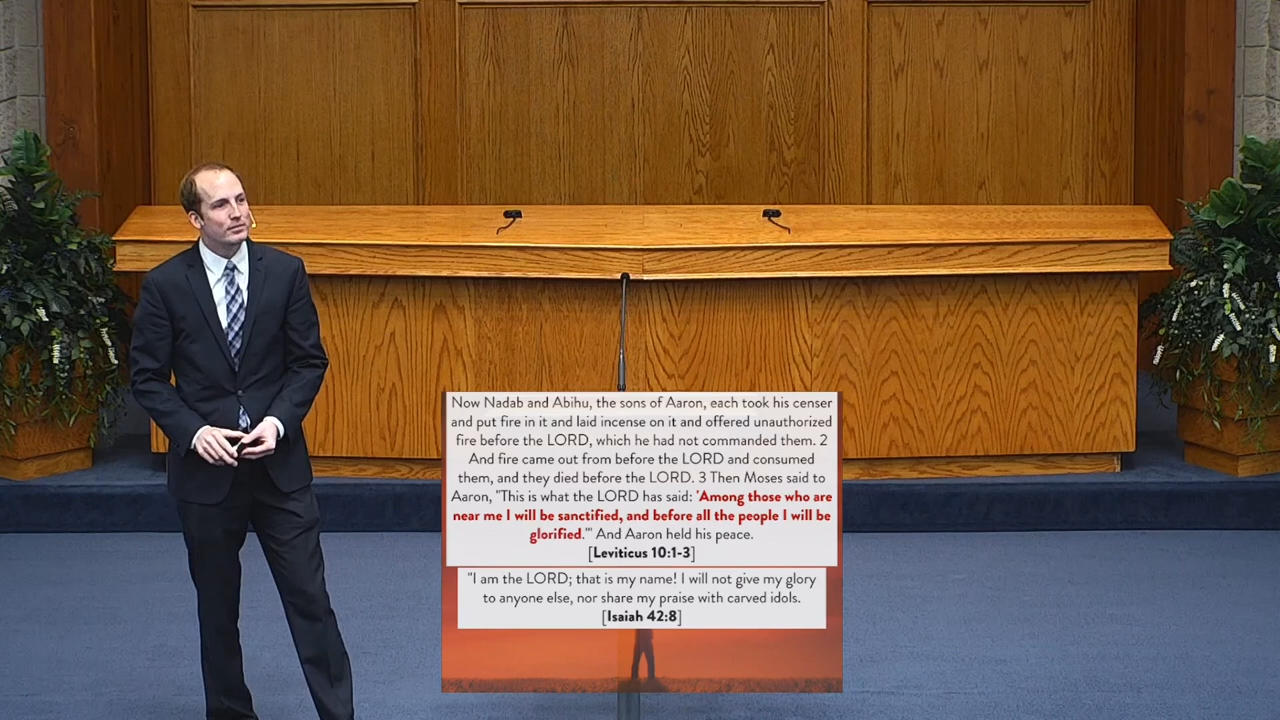 Now Nadab and Abihu, the sons of Aaron, each took his censer
and put fire in it and laid incense on it and offered unauthorized
fire before the LORD, which he had not commanded them. 2
And fire came out from before the LORD and consumed
them, and they died before the LORD. 3 Then Moses said to
Aaron, "This is what the LORD has said: 'Among those who are
near me I will be sanctified, and before all the people I will be
glorified.'" And Aaron held his peace.
[Leviticus 10:1-3]
"I am the LORD; that is my name! I will not give my glory
to anyone else, nor share my praise with carved idols.
[Isaiah 42:8]